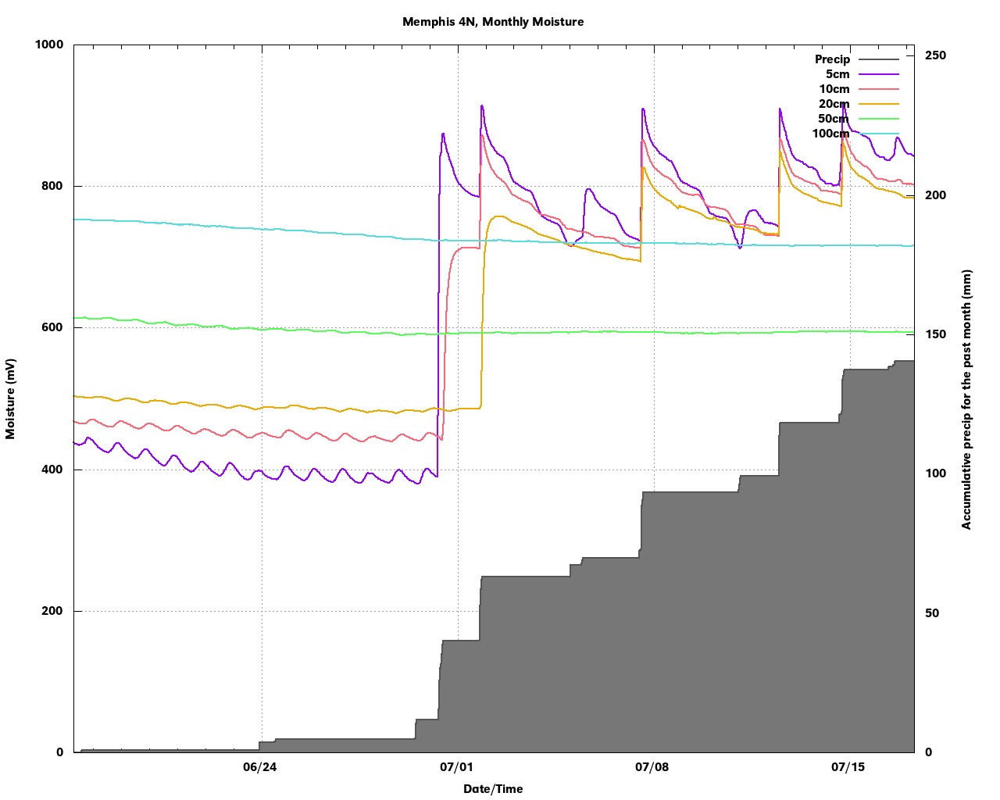 Memphis 4N, Monthly Moisture
1000
800
600
400
200
0
250
200
150
100
50
0
Precip
5cm
10cm
20cm
50cm
100cm
Moisture (mV)
Accumulative precip for the past month (mm)
06/24
07/01
07/08
07/15
Date/Time